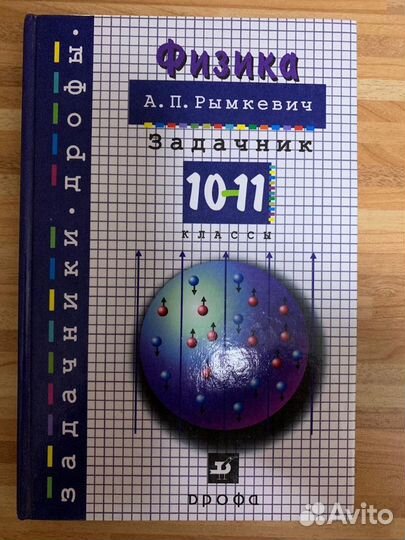 Физика
А.П.Рымкевич
Задачник
10-11
классы
задачники.дрофы.
дрофа
Avito